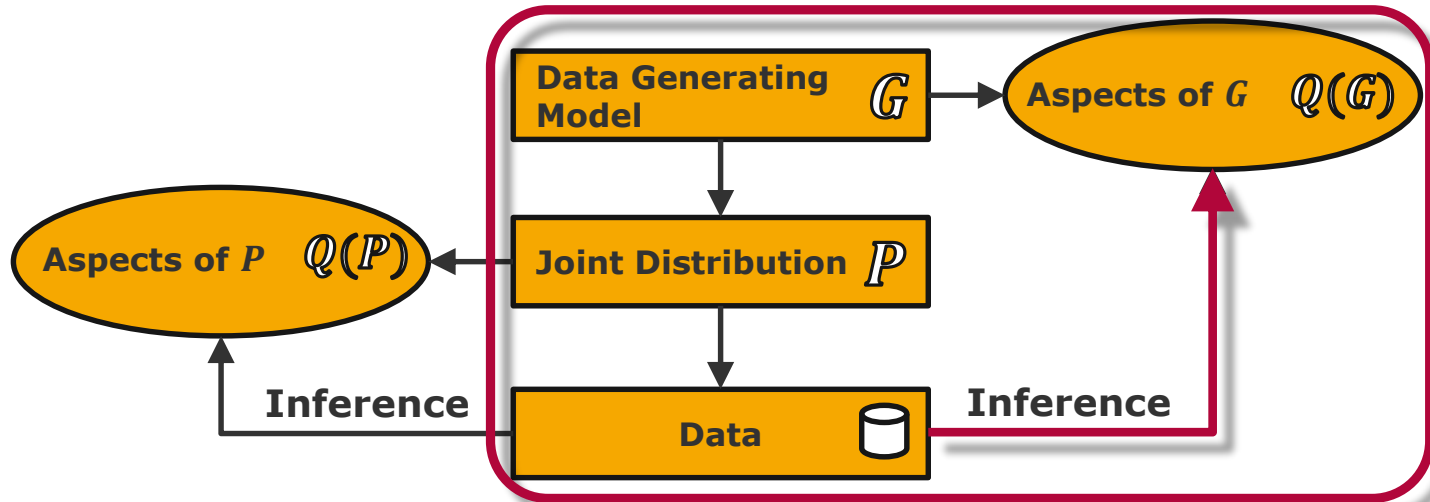 Data Generating
Model G
Aspects of G Q(G)
Aspects of P Q(P)
Joint Distribution P
Inference
Data
Inference